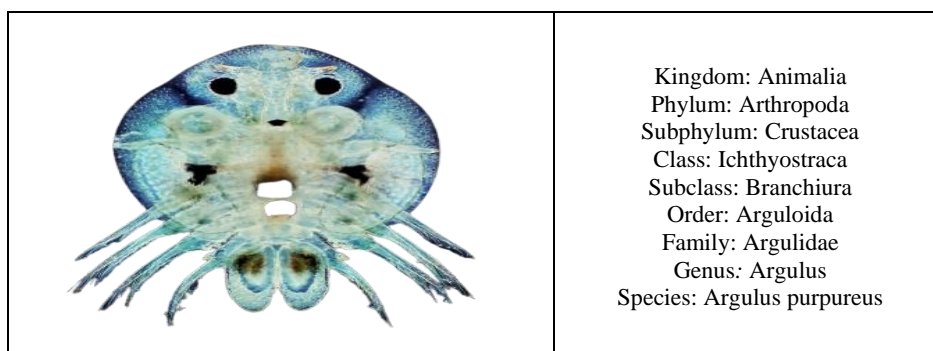 Kingdom: Animalia
Phylum: Arthropoda
Subphylum: Crustacea
Class: Ichthyostraca
Subclass: Branchiura
Order: Arguloida
Family: Argulidae
Genus: Argulus
Species: Argulus purpureus